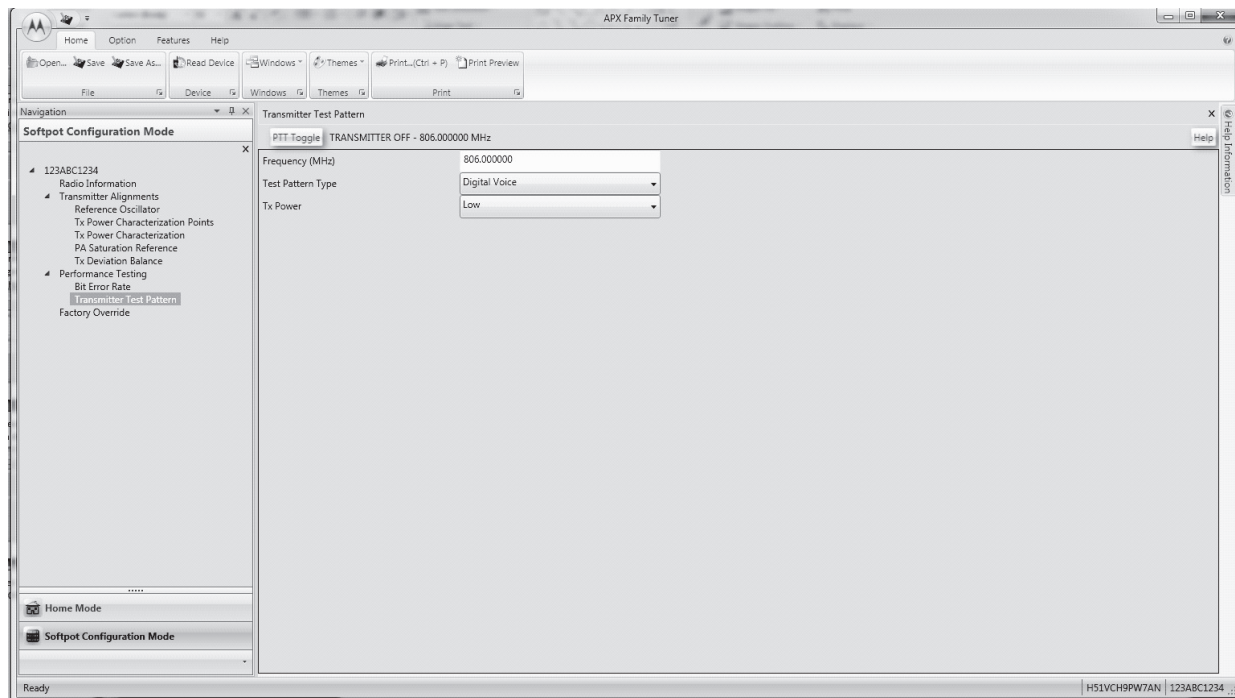 APX Family Tuner
Home Option Features Help
Open... Save Save As... Read Device Windows Themes Print...(Ctrl + P) Print Preview
File Device Windows Themes Print
Navigation
Softpot Configuration Mode
123ABC1234
Radio Information
Transmitter Alignments
Reference Oscillator
Tx Power Characterization Points
Tx Power Characterization
PA Saturation Reference
Tx Deviation Balance
Performance Testing
Bit Error Rate
Transmitter Test Pattern
Factory Override
Home Mode
Softpot Configuration Mode
Transmitter Test Pattern
PTT Toggle TRANSMITTER OFF - 806.000000 MHz Help
Frequency (MHz) 806.000000
Test Pattern Type Digital Voice
Tx Power Low
Help Information
Ready H51VCH9PW7AN 123ABC1234